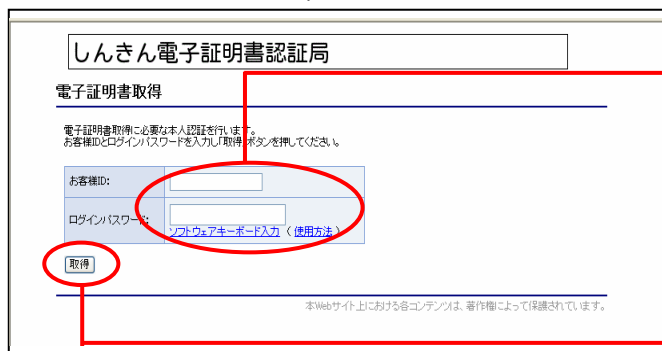 しんきん電子証明書認証局
電子証明書取得
電子証明書取得に必要な本人認証を行います。
お客様IDとログインパスワードを入力し「取得」ボタンを押してください。
お客様ID:
ログインパスワード:
ソフトウェアキーボード入力 ( 使用方法 )
取得
本Webサイト上における各コンテンツは、著作権によって保護されています。